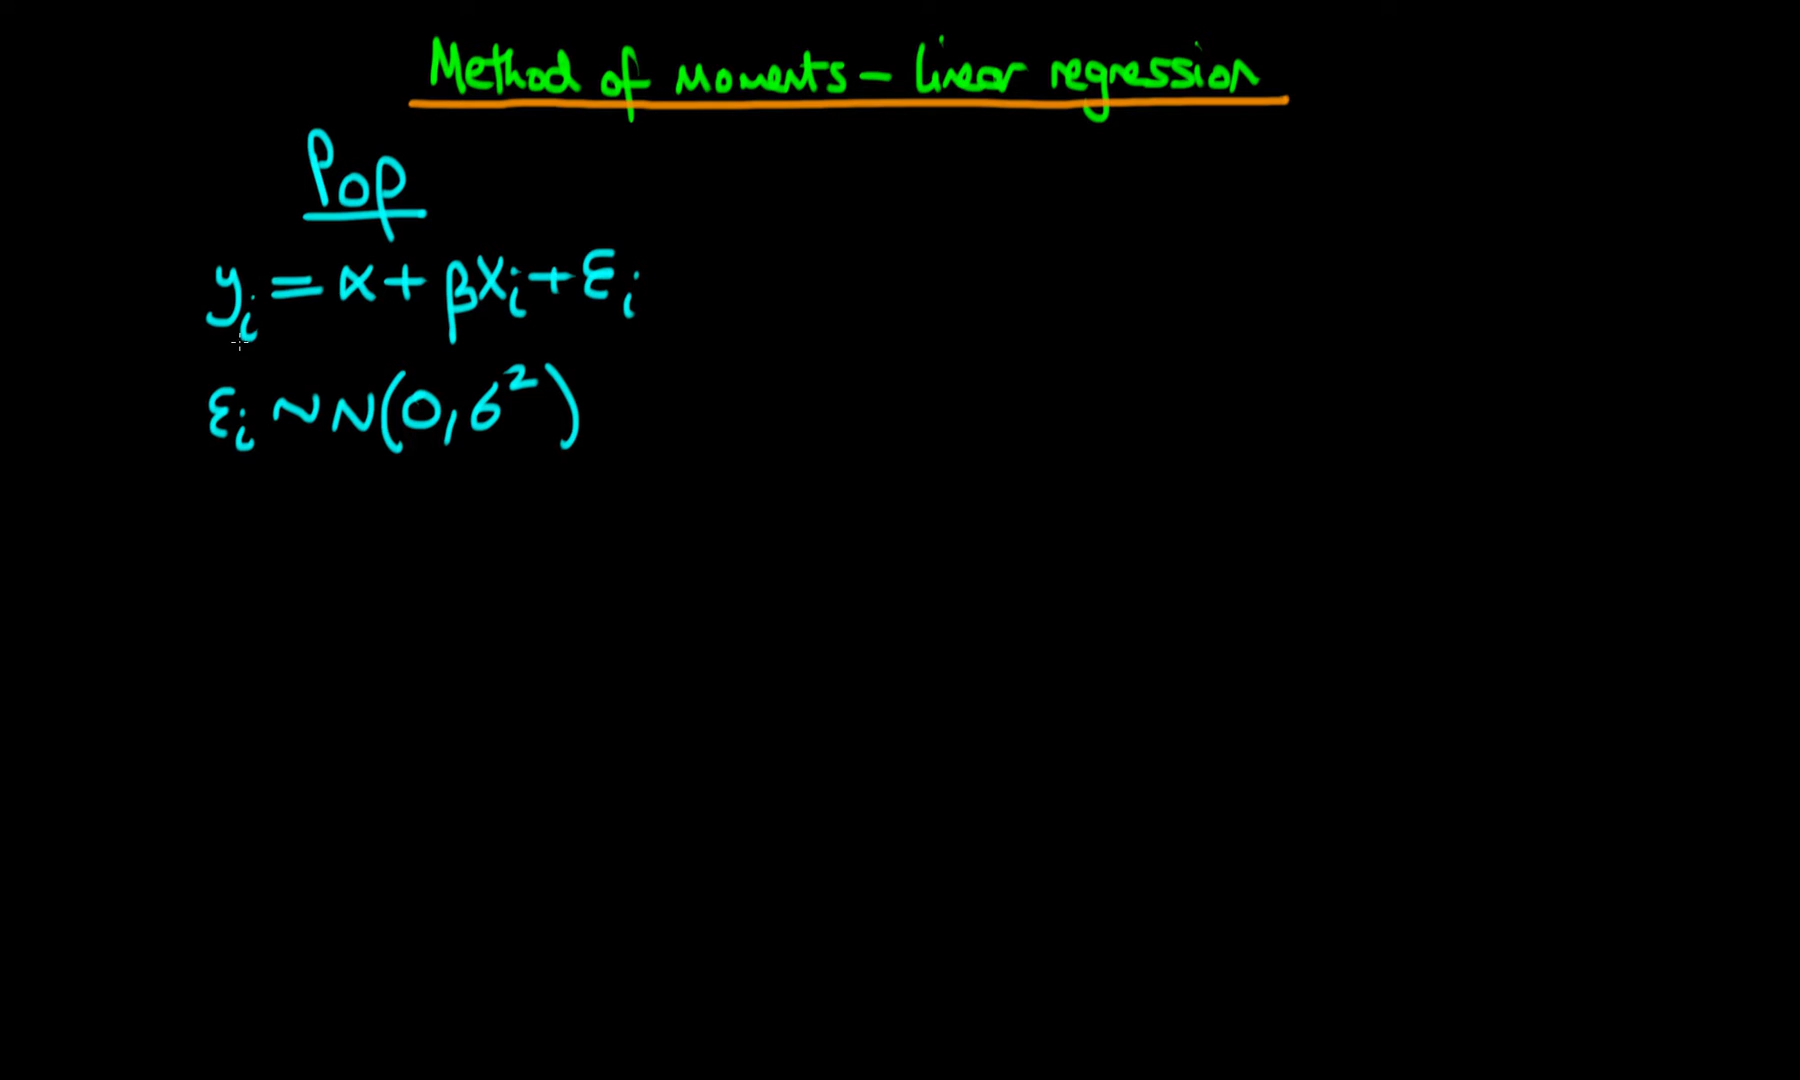 Method of moments – linear regression
Pop
yᵢ = α + βXᵢ + εᵢ
εᵢ ~ N(0, σ²)